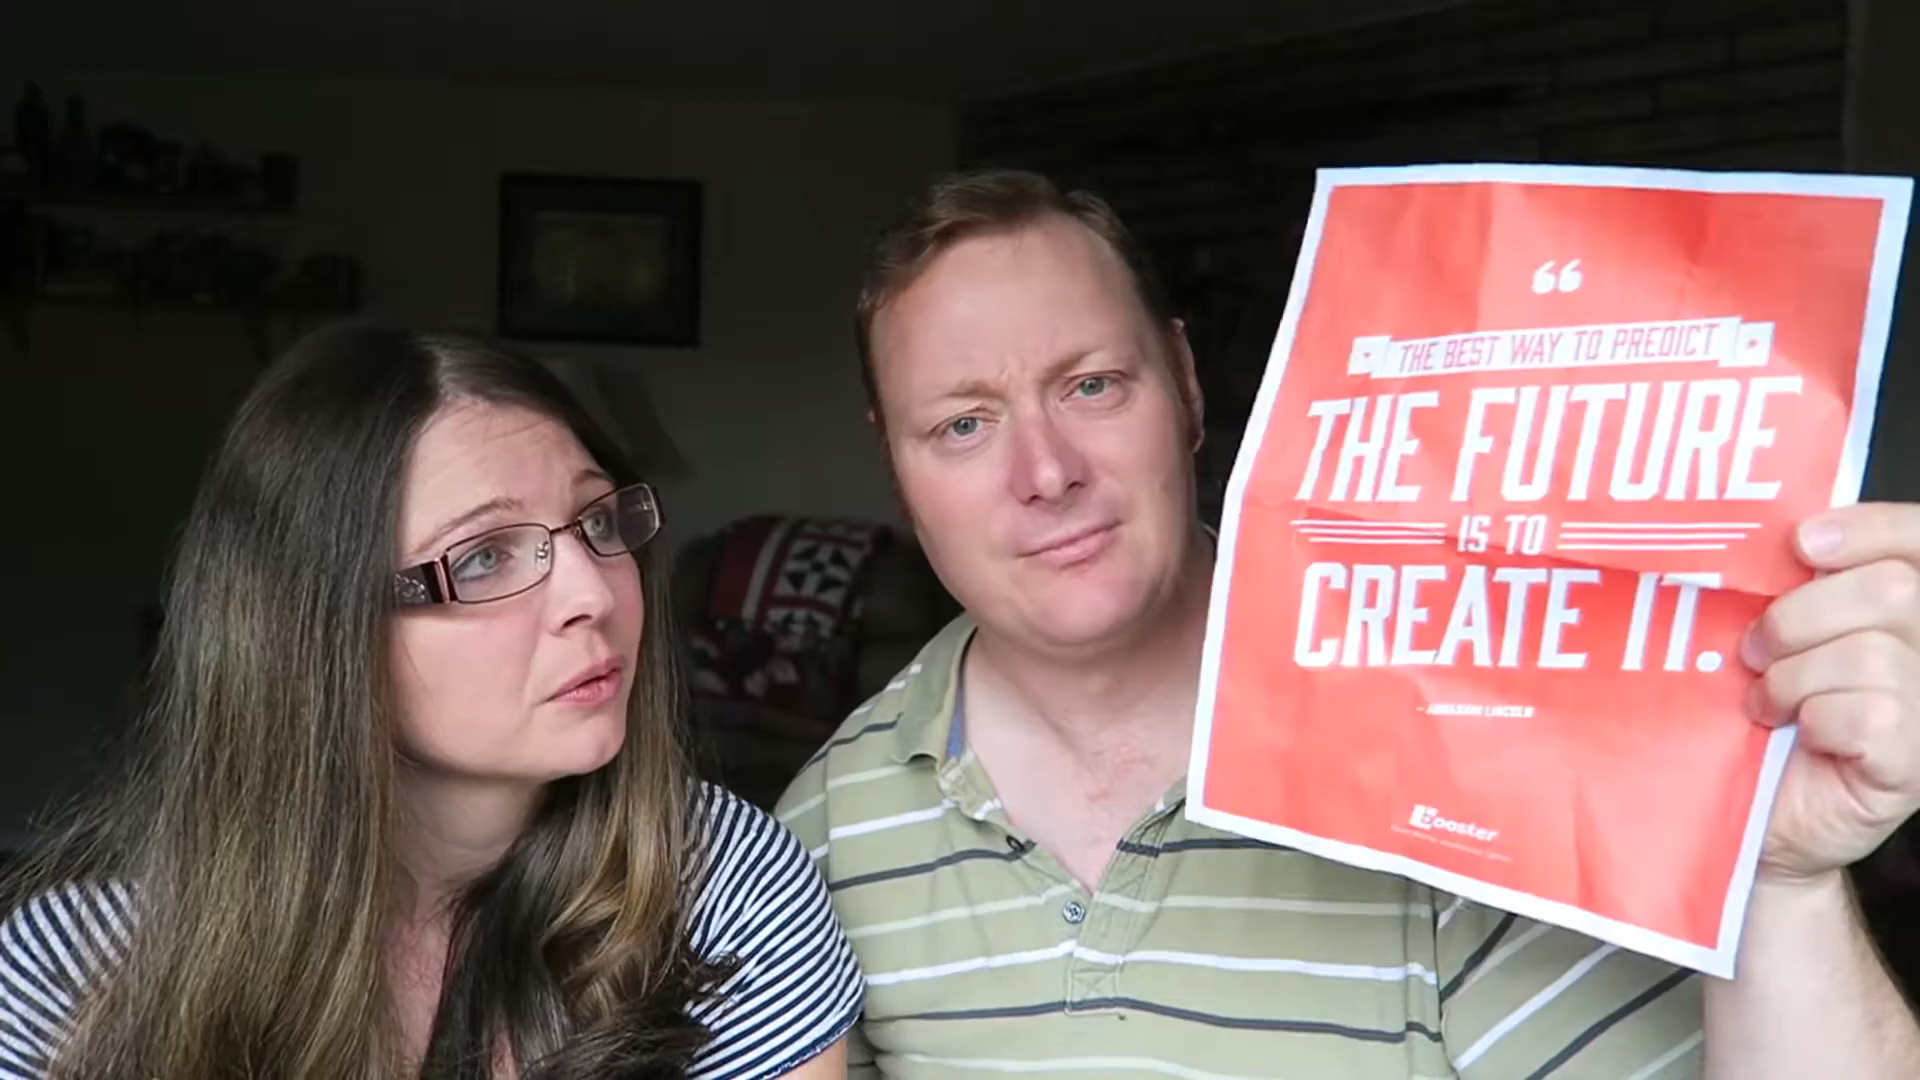 “
THE BEST WAY TO PREDICT
THE FUTURE
IS TO
CREATE IT.
- ABRAHAM LINCOLN
Booster